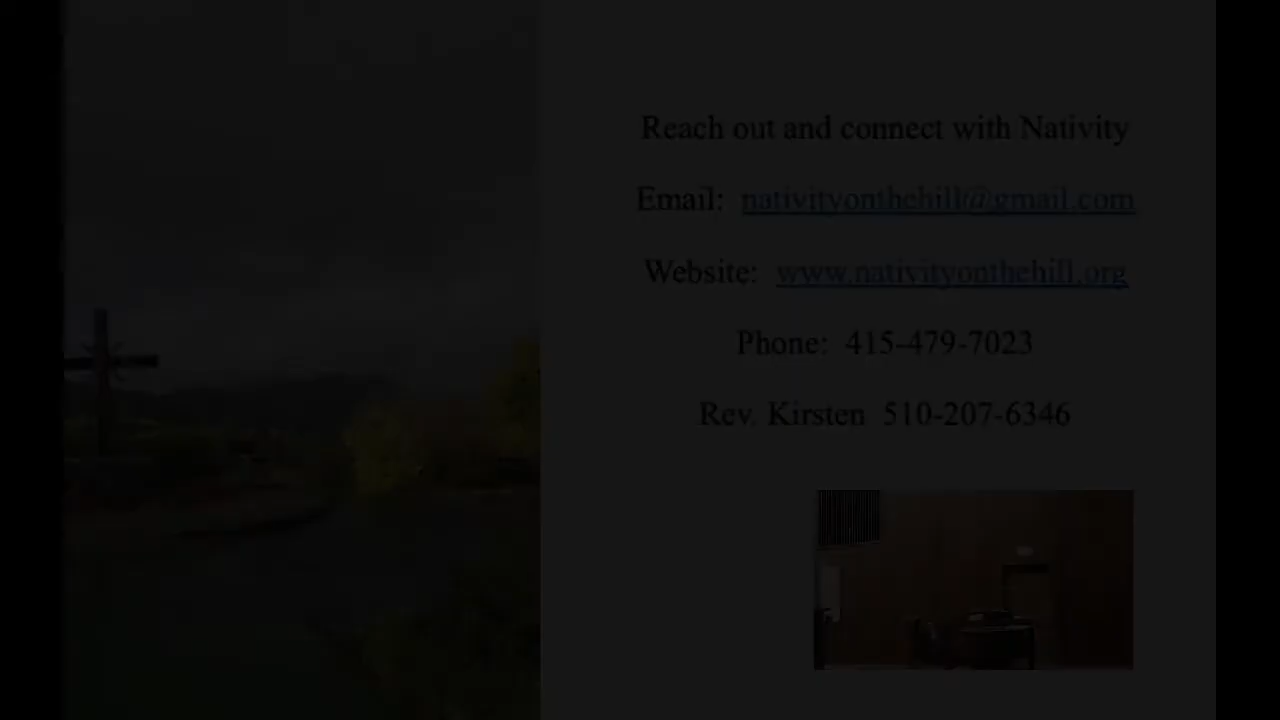 Reach out and connect with Nativity
Email: nativityonthehill@gmail.com
Website: www.nativityonthehill.org
Phone: 415-479-7023
Rev. Kirsten 510-207-6346